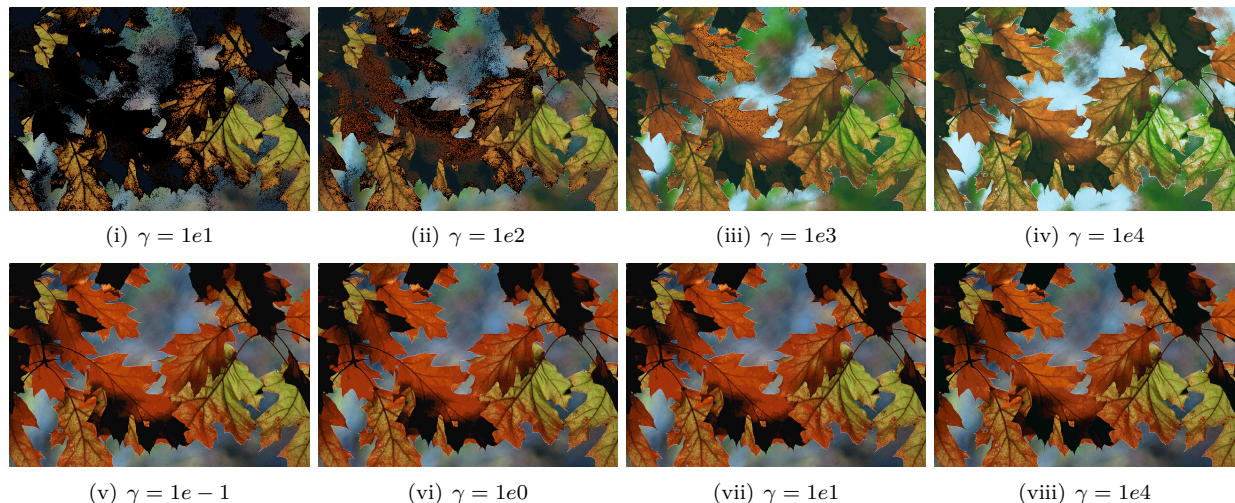 (i) γ = 1e1
(ii) γ = 1e2
(iii) γ = 1e3
(iv) γ = 1e4
(v) γ = 1e − 1
(vi) γ = 1e0
(vii) γ = 1e1
(viii) γ = 1e4